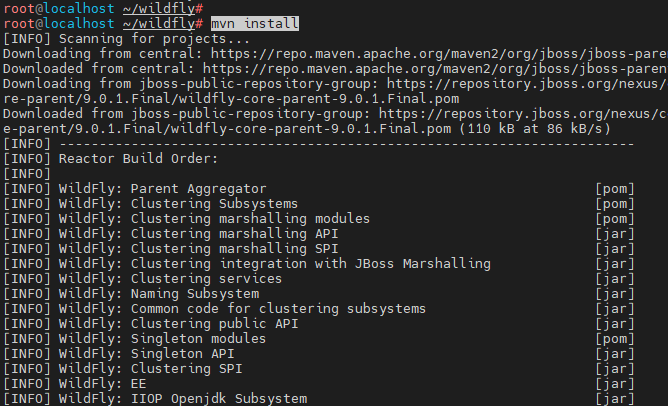 root@localhost ~/wildfly#
root@localhost ~/wildfly# mvn install
[INFO] Scanning for projects...
Downloading from central: https://repo.maven.apache.org/maven2/org/jboss/jboss-pare
Downloaded from central: https://repo.maven.apache.org/maven2/org/jboss/jboss-paren
Downloading from jboss-public-repository-group: https://repository.jboss.org/nexus/
re-parent/9.0.1.Final/wildfly-core-parent-9.0.1.Final.pom
Downloaded from jboss-public-repository-group: https://repository.jboss.org/nexus/c
e-parent/9.0.1.Final/wildfly-core-parent-9.0.1.Final.pom (110 kB at 86 kB/s)
[INFO] ------------------------------------------------------------------------
[INFO] Reactor Build Order:
[INFO]
[INFO] WildFly: Parent Aggregator [pom]
[INFO] WildFly: Clustering Subsystems [pom]
[INFO] WildFly: Clustering marshalling modules [pom]
[INFO] WildFly: Clustering marshalling API [jar]
[INFO] WildFly: Clustering marshalling SPI [jar]
[INFO] WildFly: Clustering integration with JBoss Marshalling [jar]
[INFO] WildFly: Clustering services [jar]
[INFO] WildFly: Naming Subsystem [jar]
[INFO] WildFly: Common code for clustering subsystems [jar]
[INFO] WildFly: Clustering public API [jar]
[INFO] WildFly: Singleton modules [pom]
[INFO] WildFly: Singleton API [jar]
[INFO] WildFly: Clustering SPI [jar]
[INFO] WildFly: EE [jar]
[INFO] WildFly: IIOP Openjdk Subsystem [jar]